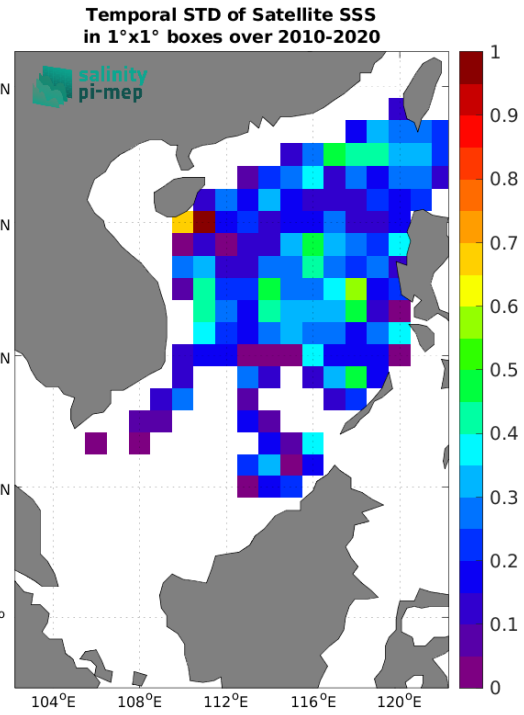 Temporal STD of Satellite SSS
in 1°x1° boxes over 2010-2020
salinity
pi-mep
N
N
N
N
o
104°E
108°E
112°E
116°E
120°E
1
0.9
0.8
0.7
0.6
0.5
0.4
0.3
0.2
0.1
0